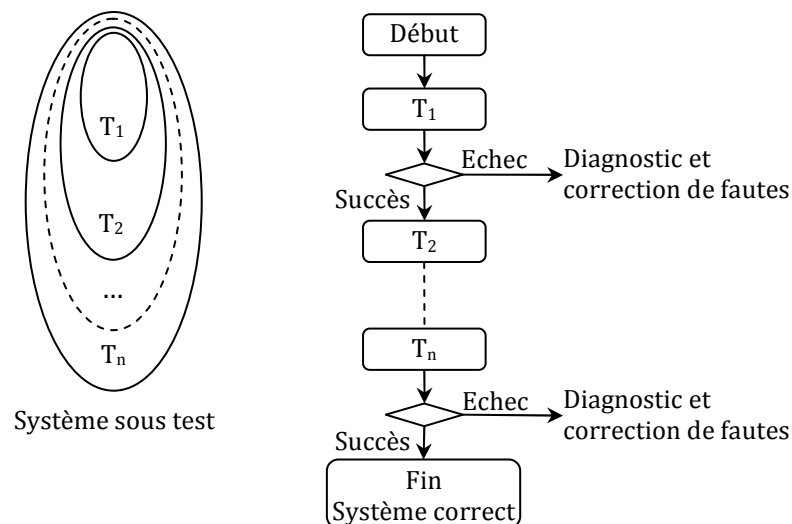 T1
T2
...
Tn
Système sous test
Début
T1
Echec
Diagnostic et
correction de fautes
Succès
T2
Tn
Echec
Diagnostic et
correction de fautes
Succès
Fin
Système correct